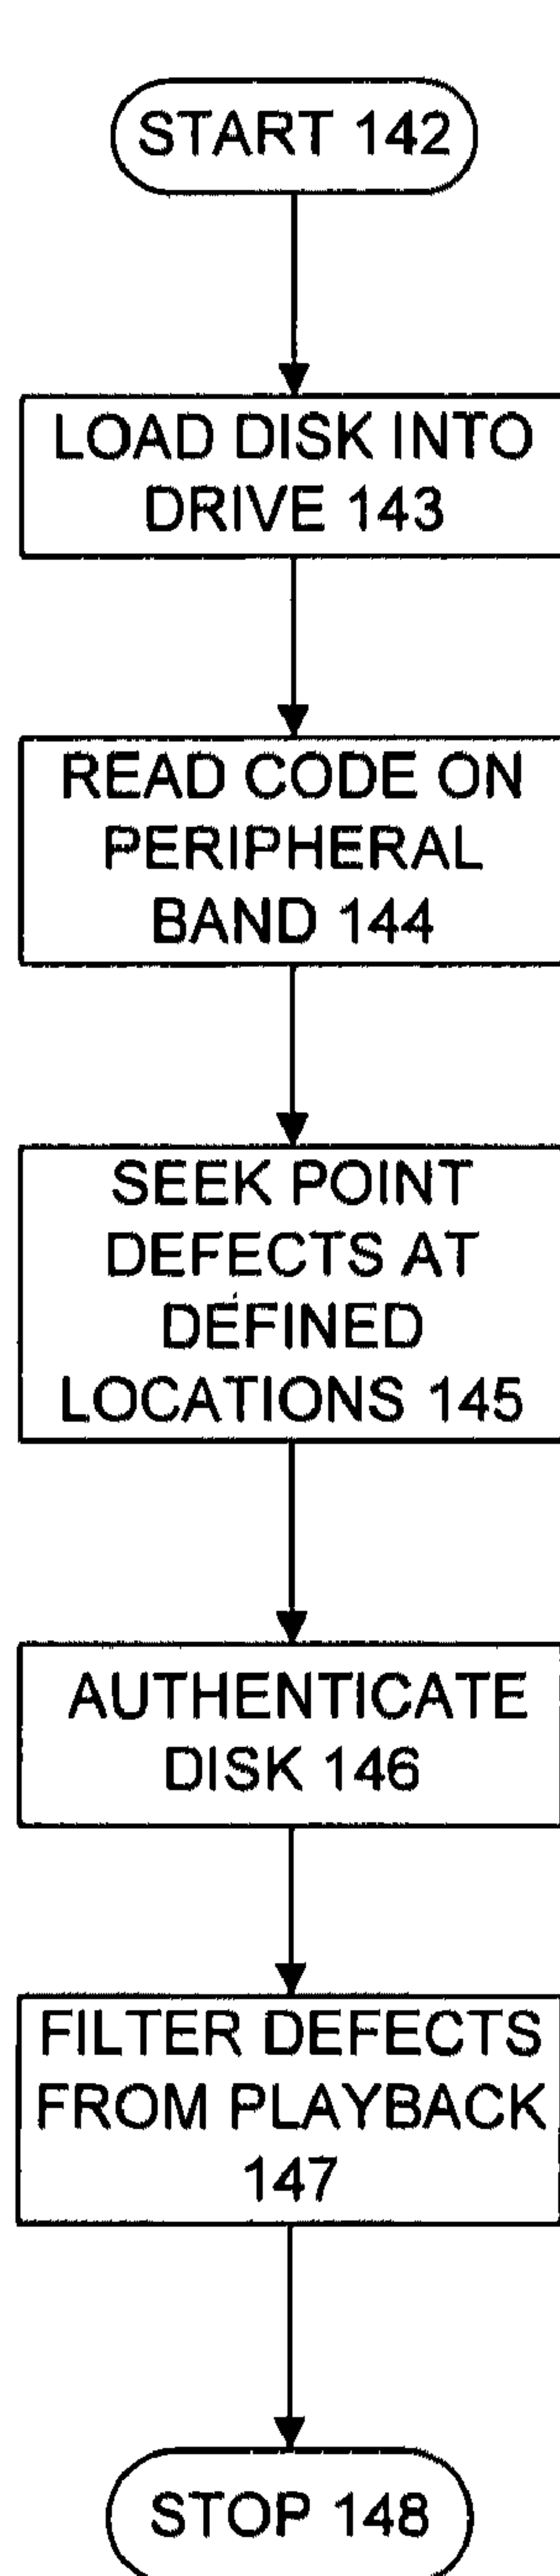 START 142
LOAD DISK INTO
DRIVE 143
READ CODE ON
PERIPHERAL
BAND 144
SEEK POINT
DEFECTS AT
DEFINED
LOCATIONS 145
AUTHENTICATE
DISK 146
FILTER DEFECTS
FROM PLAYBACK
147
STOP 148